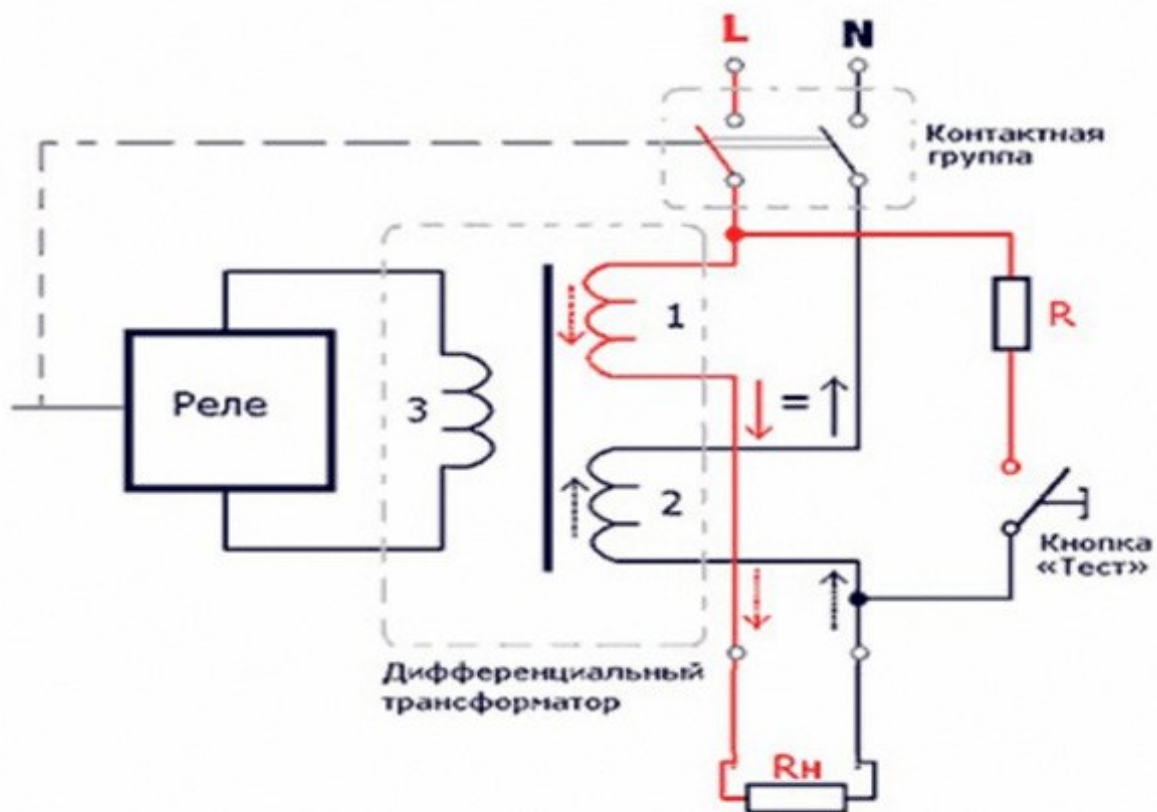 L N
Контактная
группа
1
R
Реле
3
=
2
Кнопка
«Тест»
Дифференциальный
трансформатор
Rн